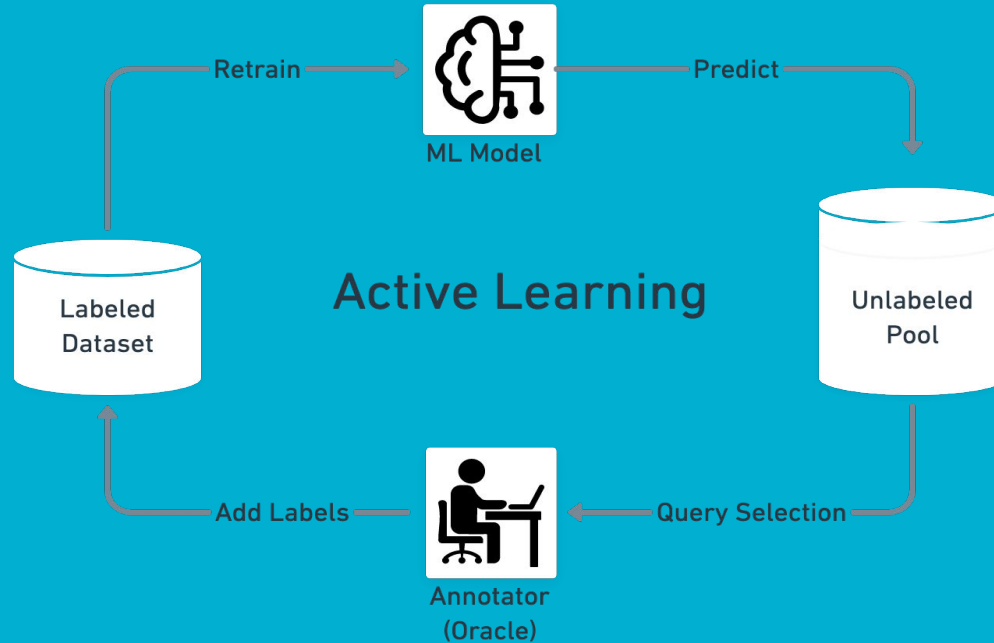 Retrain
Predict
ML Model
Active Learning
Labeled
Dataset
Unlabeled
Pool
Add Labels
Query Selection
Annotator
(Oracle)